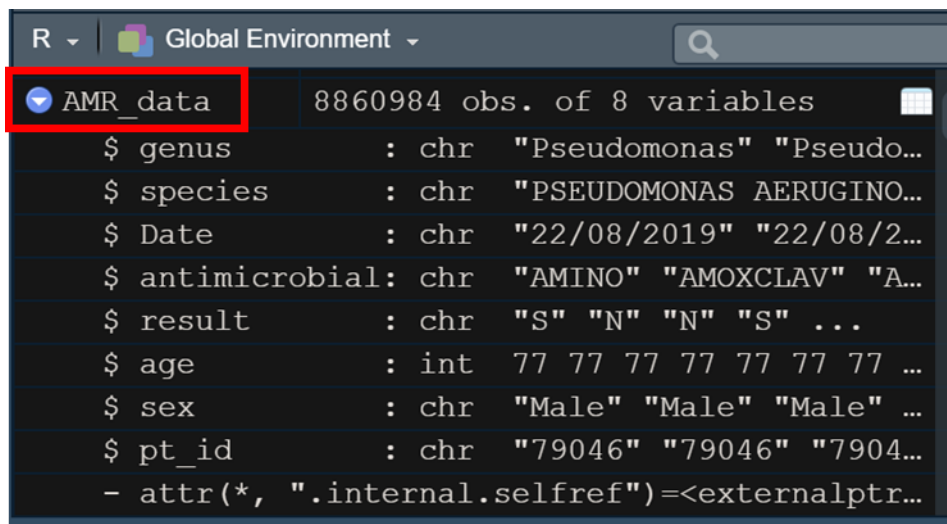 R Global Environment
AMR_data 8860984 obs. of 8 variables
$ genus : chr "Pseudomonas" "Pseudo…
$ species : chr "PSEUDOMONAS AERUGINO…
$ Date : chr "22/08/2019" "22/08/2…
$ antimicrobial: chr "AMINO" "AMOXCLAV" "A…
$ result : chr "S" "N" "N" "S" ...
$ age : int 77 77 77 77 77 77 77 …
$ sex : chr "Male" "Male" "Male" …
$ pt_id : chr "79046" "79046" "7904…
- attr(*, ".internal.selfref")=<externalptr…